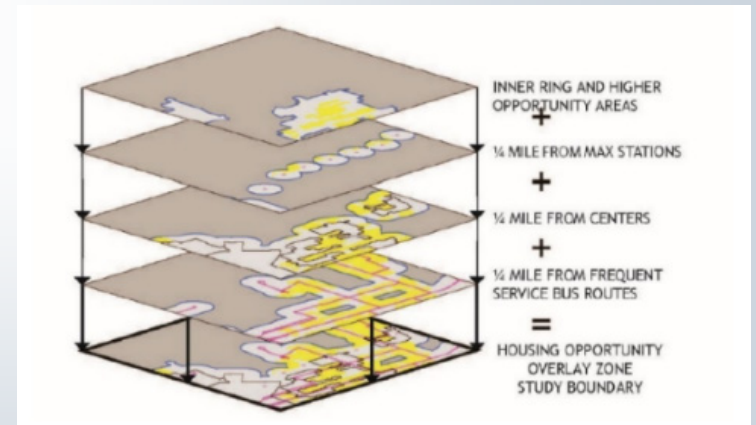 INNER RING AND HIGHER
OPPORTUNITY AREAS
+
¼ MILE FROM MAX STATIONS
+
¼ MILE FROM CENTERS
+
¼ MILE FROM FREQUENT
SERVICE BUS ROUTES
=
HOUSING OPPORTUNITY
OVERLAY ZONE
STUDY BOUNDARY